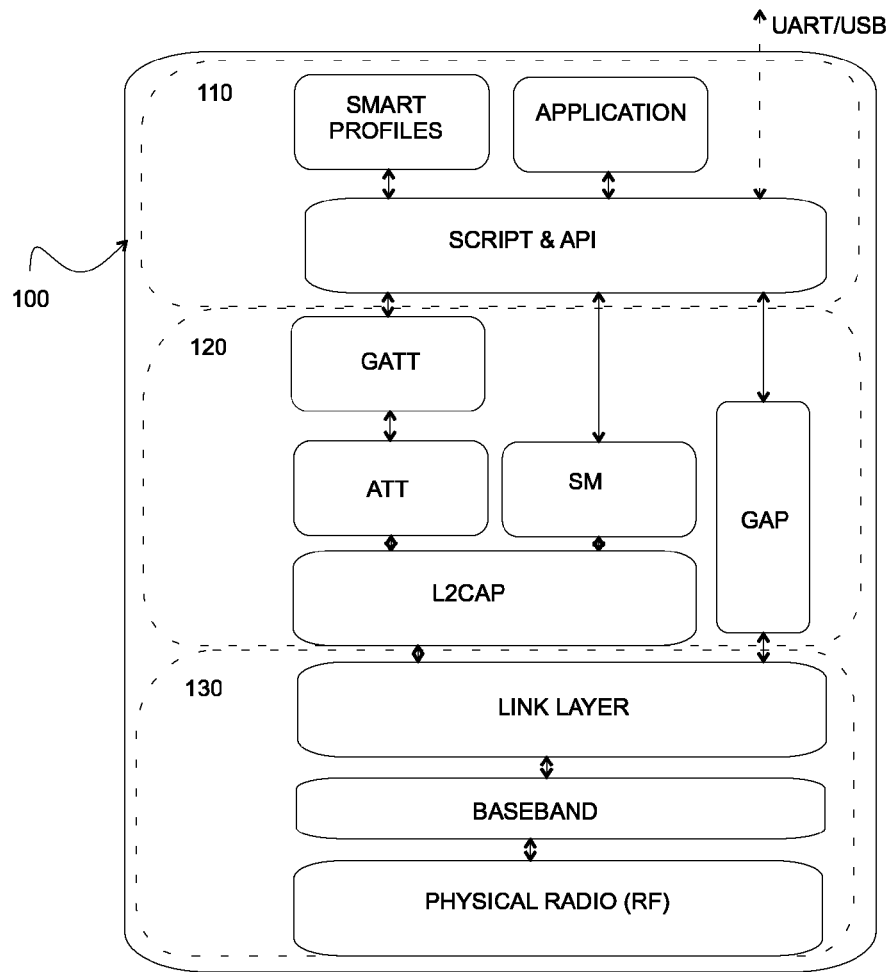 UART/USB
110
SMART
PROFILES
APPLICATION
SCRIPT & API
100
120
GATT
ATT
SM
GAP
L2CAP
130
LINK LAYER
BASEBAND
PHYSICAL RADIO (RF)